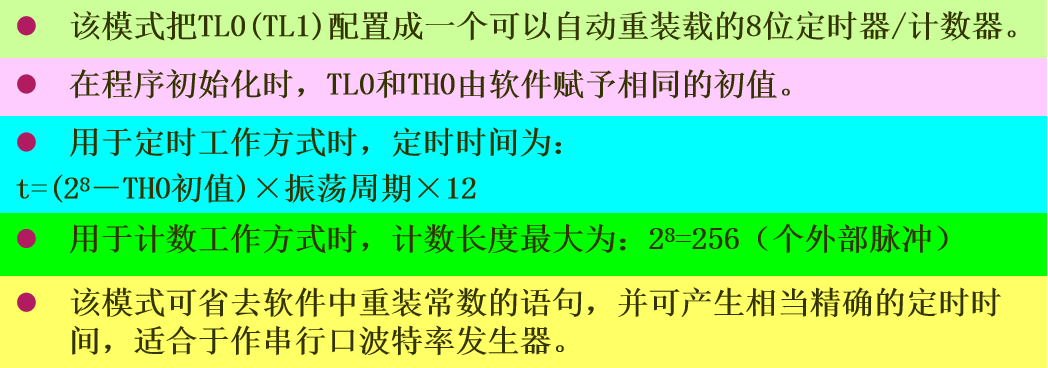 ● 该模式把TL0(TL1)配置成一个可以自动重装载的8位定时器/计数器。
● 在程序初始化时，TL0和TH0由软件赋予相同的初值。
● 用于定时工作方式时，定时时间为：
t=(2⁸－TH0初值)×振荡周期×12
● 用于计数工作方式时，计数长度最大为：2⁸=256（个外部脉冲）
● 该模式可省去软件中重装常数的语句，并可产生相当精确的定时时
间，适合于作串行口波特率发生器。